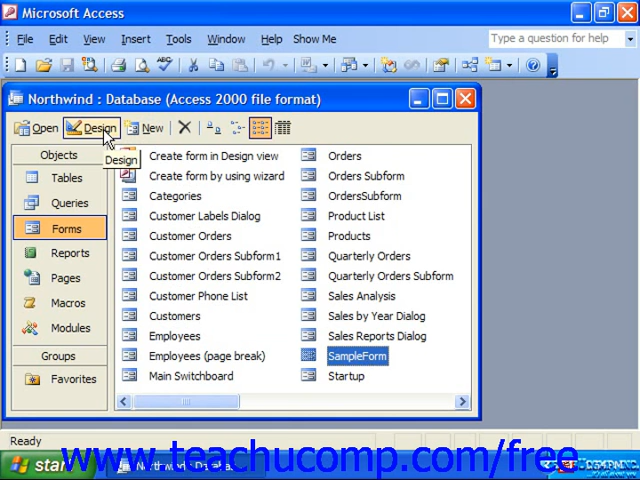 Microsoft Access
File Edit View Insert Tools Window Help Show Me
Type a question for help
Northwind : Database (Access 2000 file format)
Open Design New
Design
Objects
Tables
Queries
Forms
Reports
Pages
Macros
Modules
Groups
Favorites
Create form in Design view
Create form by using wizard
Categories
Customer Labels Dialog
Customer Orders
Customer Orders Subform1
Customer Orders Subform2
Customer Phone List
Customers
Employees
Employees (page break)
Main Switchboard
Orders
Orders Subform
OrdersSubform
Product List
Products
Quarterly Orders
Quarterly Orders Subform
Sales Analysis
Sales by Year Dialog
Sales Reports Dialog
SampleForm
Startup
Ready
start
www.teachucomp.com/free